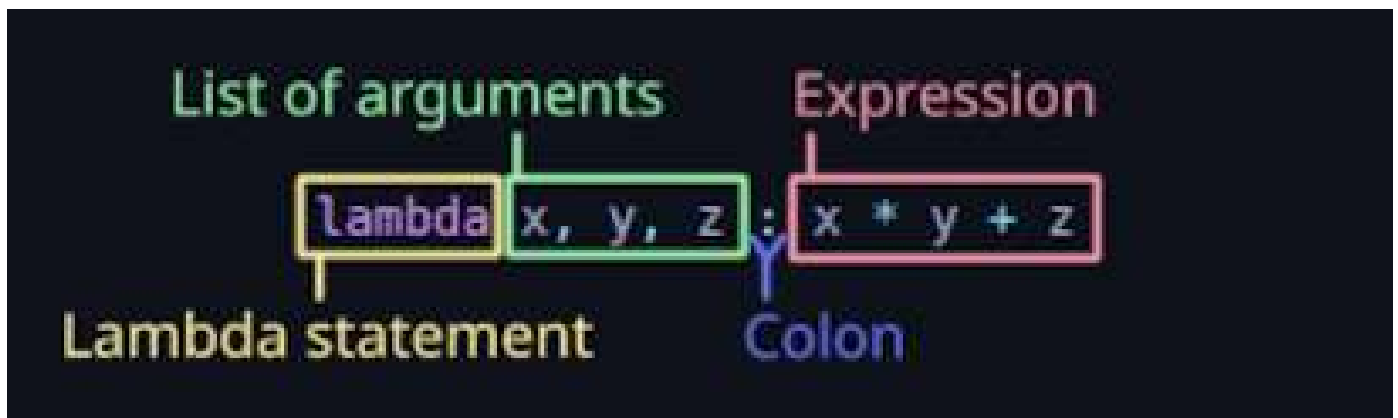 List of arguments
Expression
lambda x, y, z : x * y + z
Lambda statement
Colon